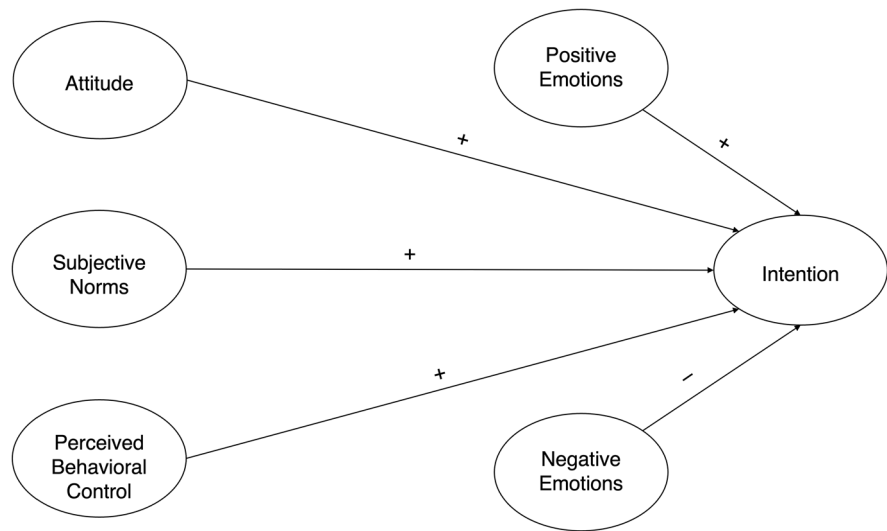 Attitude
Positive
Emotions
+
+
Subjective
Norms
+
Intention
+
−
Perceived
Behavioral
Control
Negative
Emotions